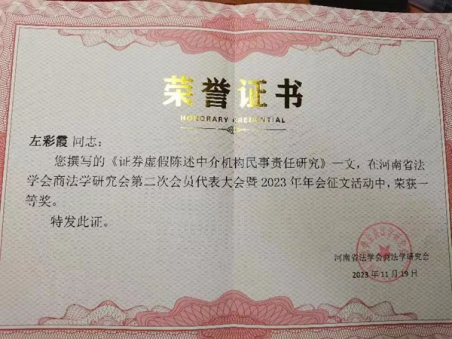 荣誉证书
HONORARY CREDENTIAL
左彩霞 同志：
您撰写的《证券虚假陈述中介机构民事责任研究》一文，在河南省法
学会商法学研究会第二次会员代表大会暨 2023 年年会征文活动中，荣获一
等奖。
特发此证。
河南省法学会商法学研究会
2023 年 11 月 19 日